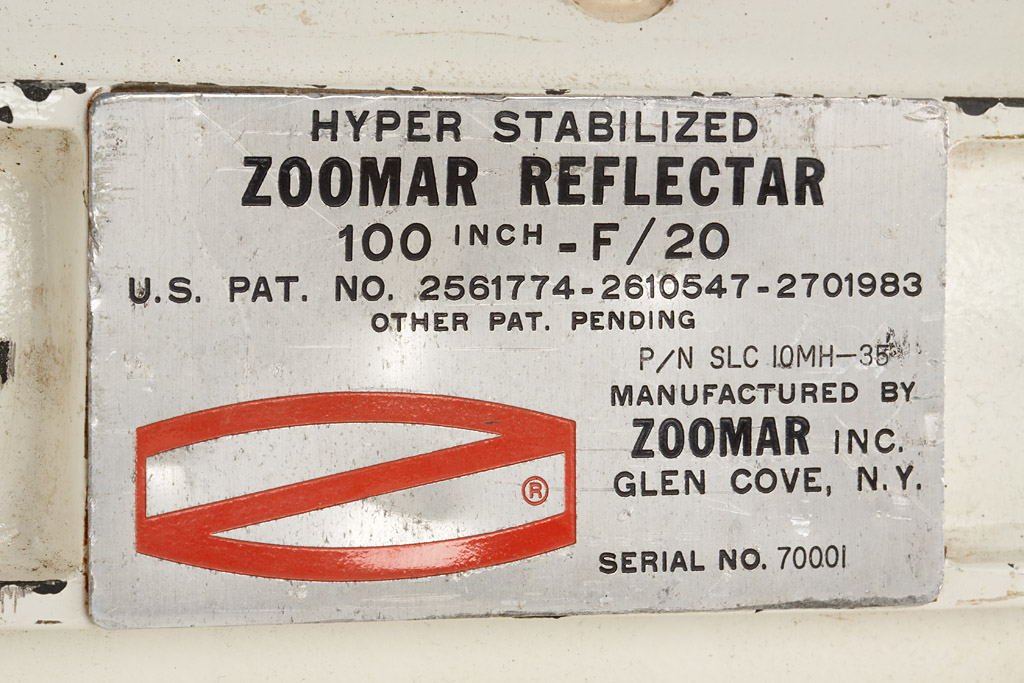 HYPER STABILIZED
ZOOMAR REFLECTAR
100 INCH - F/20
U.S. PAT. NO. 2561774-2610547-2701983
OTHER PAT. PENDING
P/N SLC 10MH-35
MANUFACTURED BY
ZOOMAR INC.
GLEN COVE, N.Y.
®
SERIAL NO. 70001